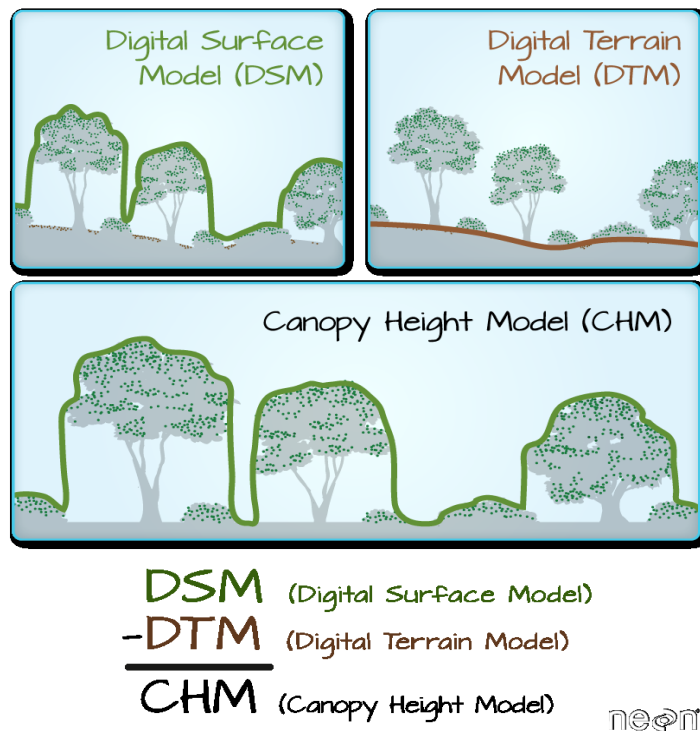 Digital Surface
Model (DSM)
Digital Terrain
Model (DTM)
Canopy Height Model (CHM)
DSM (Digital Surface Model)
-DTM (Digital Terrain Model)
CHM (Canopy Height Model)
neon